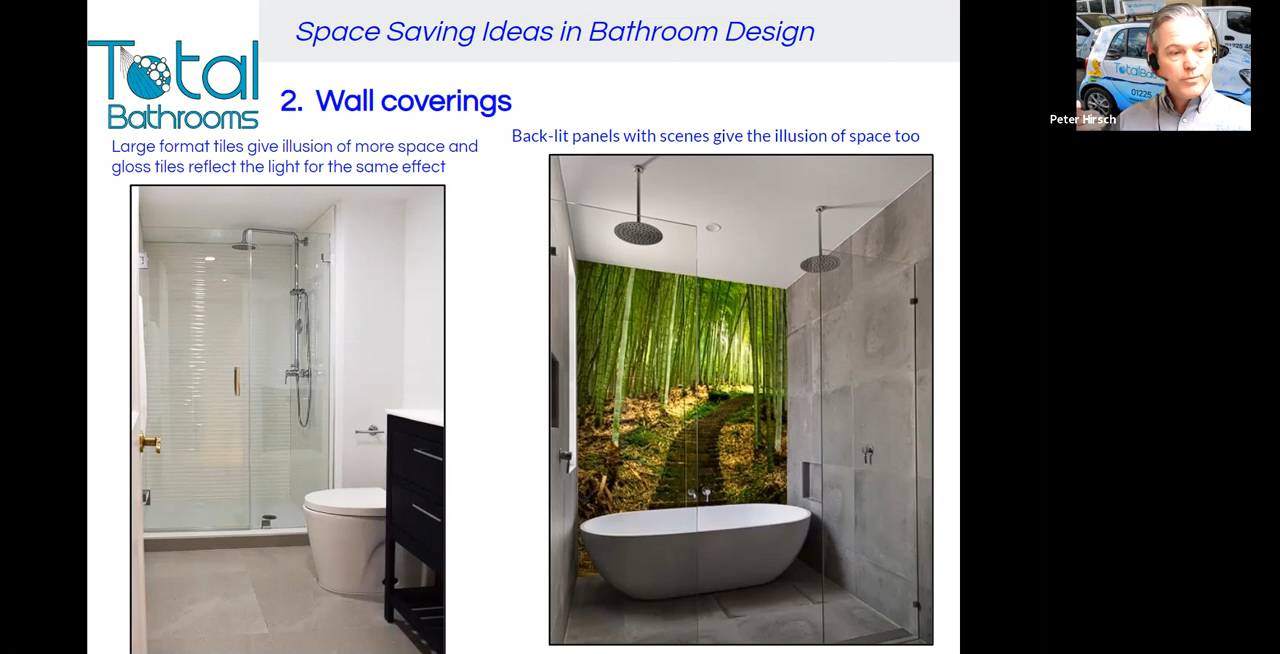 Space Saving Ideas in Bathroom Design
Total
Bathrooms
2. Wall coverings
Large format tiles give illusion of more space and
gloss tiles reflect the light for the same effect
Back-lit panels with scenes give the illusion of space too
Peter Hirsch
01225